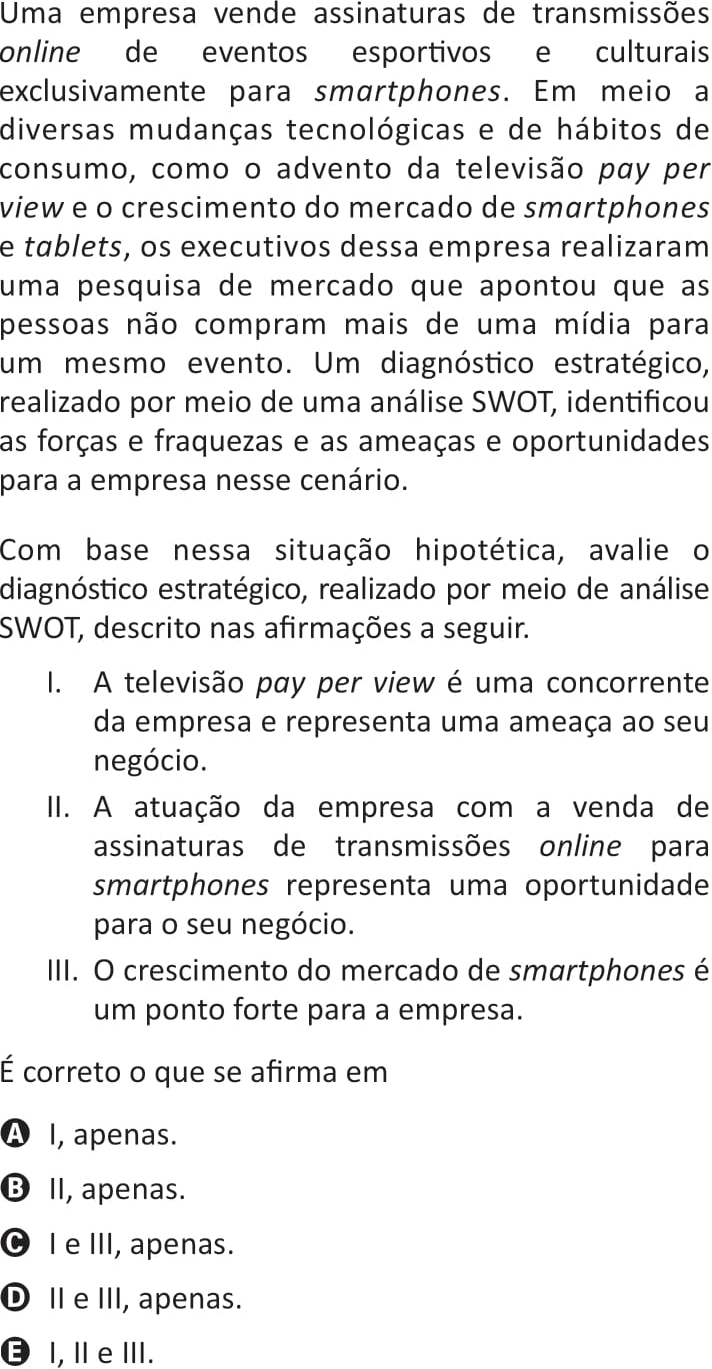 Uma empresa vende assinaturas de transmissões
online de eventos esportivos e culturais
exclusivamente para smartphones. Em meio a
diversas mudanças tecnológicas e de hábitos de
consumo, como o advento da televisão pay per
view e o crescimento do mercado de smartphones
e tablets, os executivos dessa empresa realizaram
uma pesquisa de mercado que apontou que as
pessoas não compram mais de uma mídia para
um mesmo evento. Um diagnóstico estratégico,
realizado por meio de uma análise SWOT, identificou
as forças e fraquezas e as ameaças e oportunidades
para a empresa nesse cenário.
Com base nessa situação hipotética, avalie o
diagnóstico estratégico, realizado por meio de análise
SWOT, descrito nas afirmações a seguir.
I. A televisão pay per view é uma concorrente
da empresa e representa uma ameaça ao seu
negócio.
II. A atuação da empresa com a venda de
assinaturas de transmissões online para
smartphones representa uma oportunidade
para o seu negócio.
III. O crescimento do mercado de smartphones é
um ponto forte para a empresa.
É correto o que se afirma em
A I, apenas.
B II, apenas.
C I e III, apenas.
D II e III, apenas.
E I, II e III.